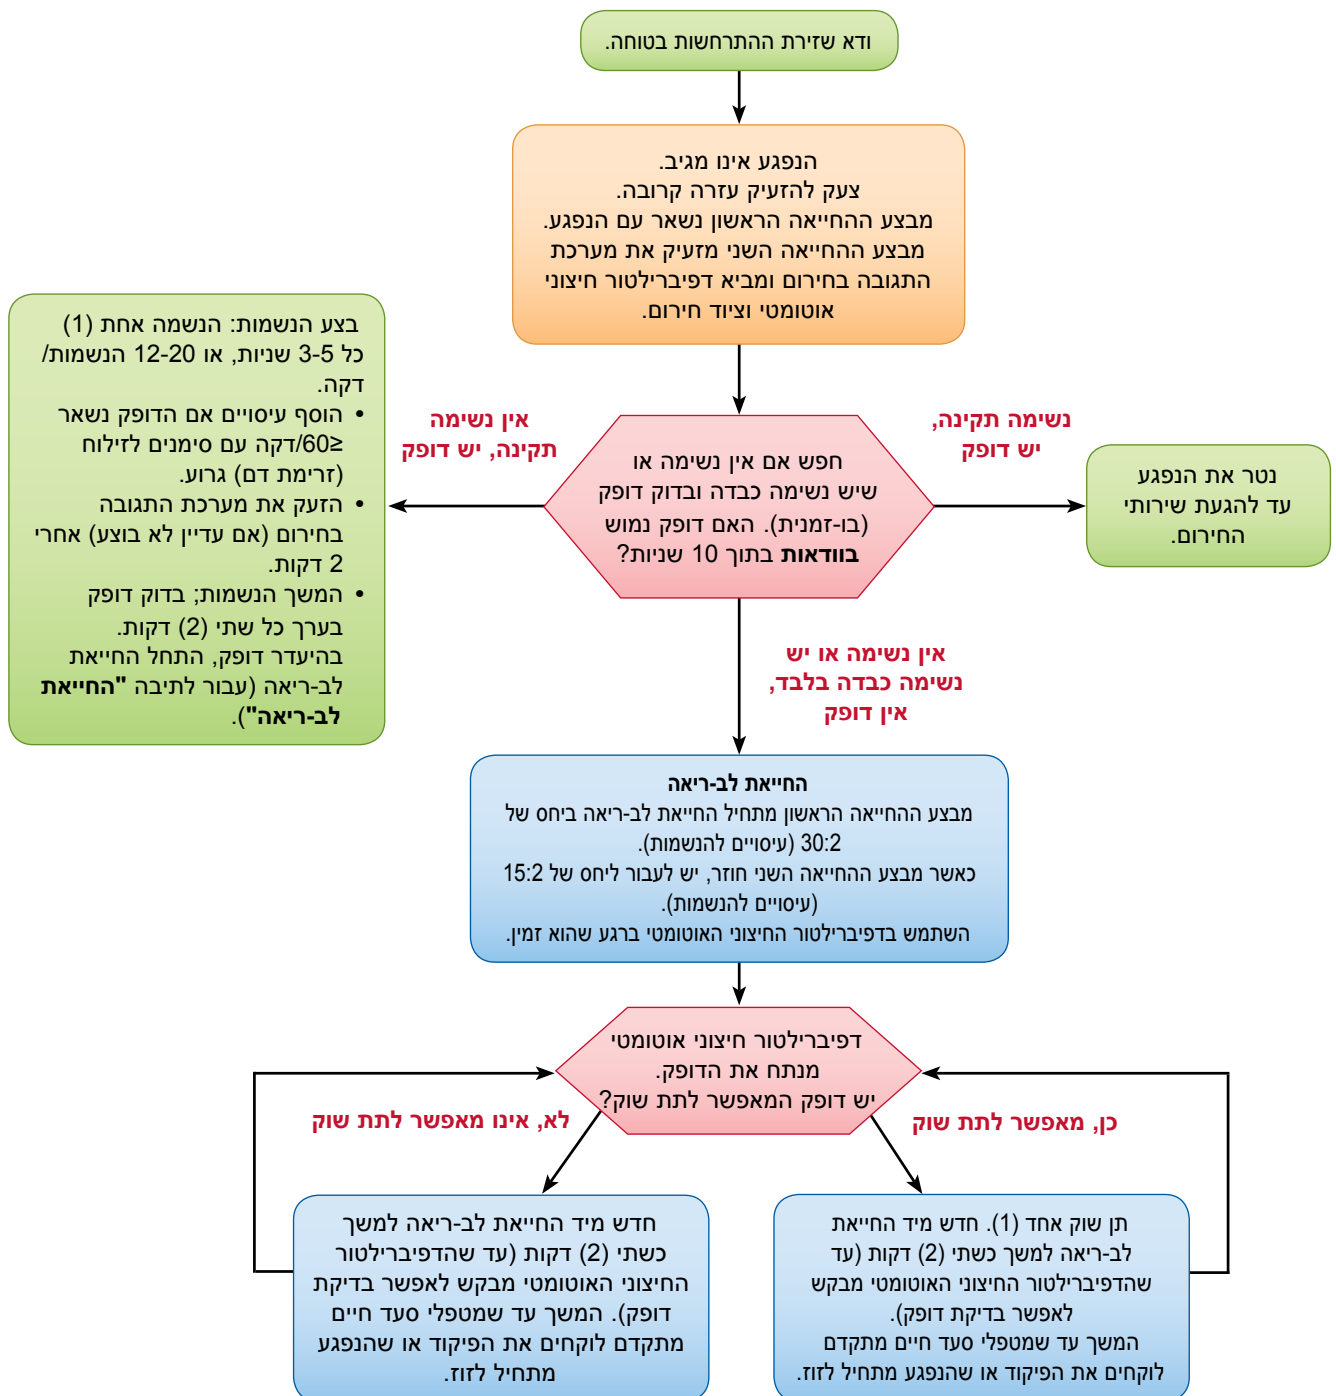 ודא שזירת ההתרחשות בטוחה.
הנפגע אינו מגיב.
צעק להזעיק עזרה קרובה.
מבצע ההחייאה הראשון נשאר עם הנפגע.
מבצע ההחייאה השני מזעיק את מערכת
התגובה בחירום ומביא דפיברילטור חיצוני
אוטומטי וציוד חירום.
נשימה תקינה,
יש דופק
נטר את הנפגע
עד להגעת שירותי
החירום.
חפש אם אין נשימה או
שיש נשימה כבדה ובדוק דופק
(בו-זמנית). האם דופק נמוש
בוודאות בתוך 10 שניות?
אין נשימה
תקינה, יש דופק
בצע הנשמות: הנשמה אחת (1)
כל 3-5 שניות, או 12-20 הנשמות/
דקה.
• הוסף עיסויים אם הדופק נשאר
≤60/דקה עם סימנים לזילוח
(זרימת דם) גרוע.
• הזעק את מערכת התגובה
בחירום (אם עדיין לא בוצע) אחרי
2 דקות.
• המשך הנשמות; בדוק דופק
בערך כל שתי (2) דקות.
בהיעדר דופק, התחל החייאת
לב-ריאה (עבור לתיבה "החייאת
לב-ריאה").
אין נשימה או יש
נשימה כבדה בלבד,
אין דופק
החייאת לב-ריאה
מבצע ההחייאה הראשון מתחיל החייאת לב-ריאה ביחס של
30:2 (עיסויים להנשמות).
כאשר מבצע ההחייאה השני חוזר, יש לעבור ליחס של 15:2
(עיסויים להנשמות).
השתמש בדפיברילטור החיצוני האוטומטי ברגע שהוא זמין.
דפיברילטור חיצוני אוטומטי
מנתח את הדופק.
יש דופק המאפשר לתת שוק?
כן, מאפשר לתת שוק
לא, אינו מאפשר לתת שוק
תן שוק אחד (1). חדש מיד החייאת
לב-ריאה למשך כשתי (2) דקות (עד
שהדפיברילטור החיצוני האוטומטי מבקש
לאפשר בדיקת דופק).
המשך עד שמטפלי סעד חיים מתקדם
לוקחים את הפיקוד או שהנפגע מתחיל לזוז.
חדש מיד החייאת לב-ריאה למשך
כשתי (2) דקות (עד שהדפיברילטור
החיצוני האוטומטי מבקש לאפשר בדיקת
דופק). המשך עד שמטפלי סעד חיים
מתקדם לוקחים את הפיקוד או שהנפגע
מתחיל לזוז.